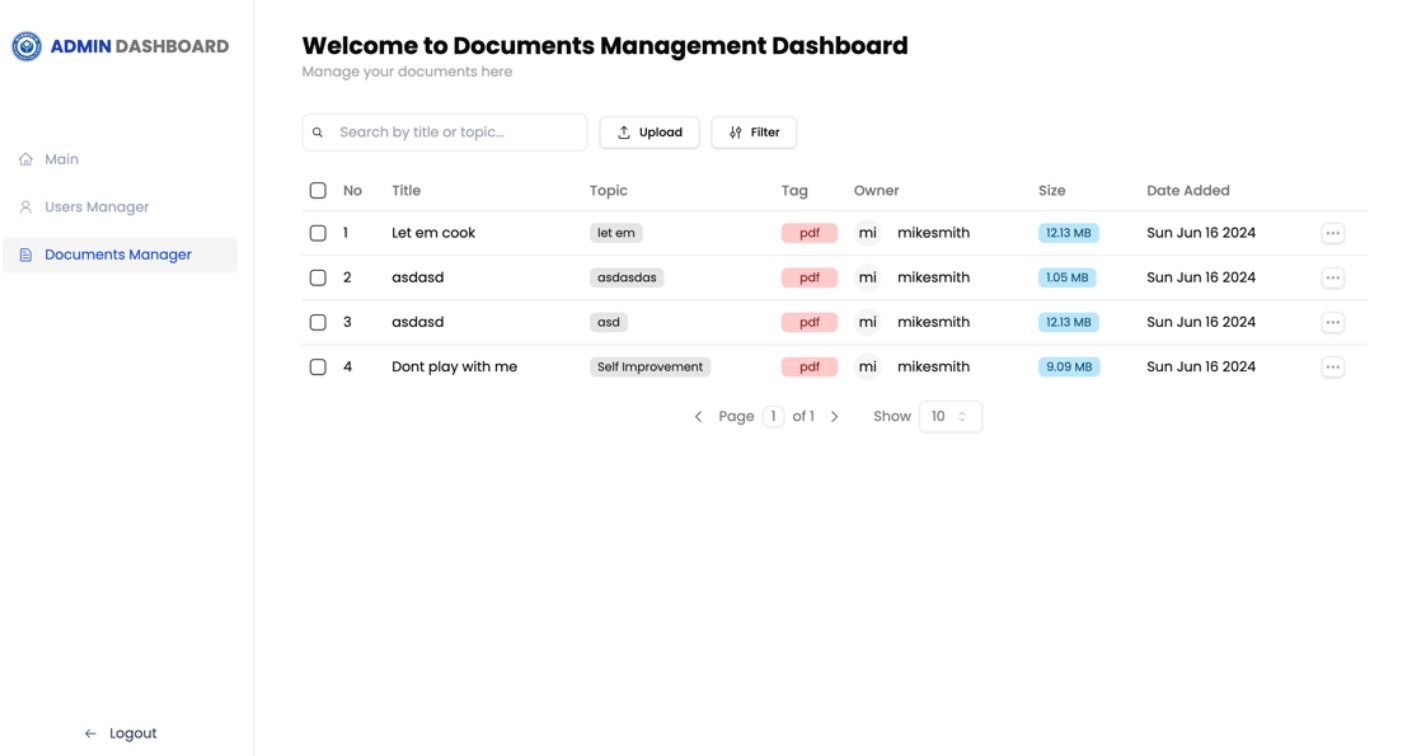 ADMIN DASHBOARD
Main
Users Manager
Documents Manager
Logout
Welcome to Documents Management Dashboard
Manage your documents here
Search by title or topic...
Upload
Filter
No Title Topic Tag Owner Size Date Added
1 Let em cook let em pdf mi mikesmith 12.13 MB Sun Jun 16 2024
2 asdasd asdasdas pdf mi mikesmith 1.05 MB Sun Jun 16 2024
3 asdasd asd pdf mi mikesmith 12.13 MB Sun Jun 16 2024
4 Dont play with me Self Improvement pdf mi mikesmith 9.09 MB Sun Jun 16 2024
Page 1 of 1 Show 10